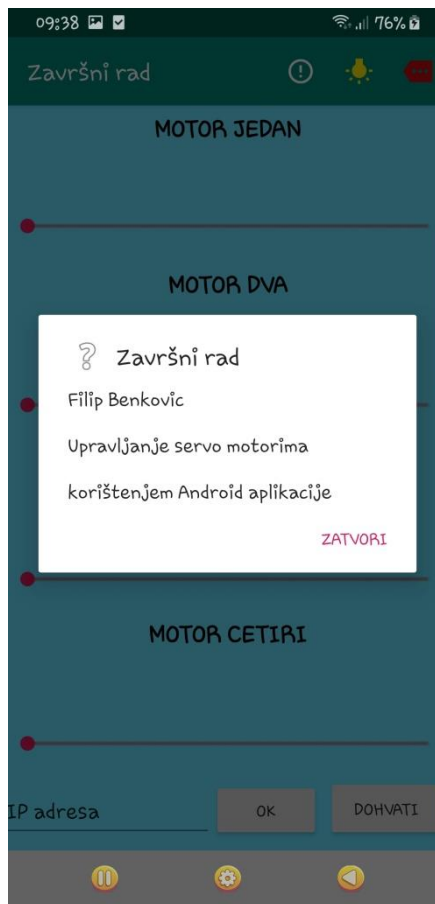 09:38
76%
Završni rad
MOTOR JEDAN
MOTOR DVA
Završni rad
Filip Benkovic
Upravljanje servo motorima
korištenjem Android aplikacije
ZATVORI
MOTOR CETIRI
IP adresa
OK
DOHVATI